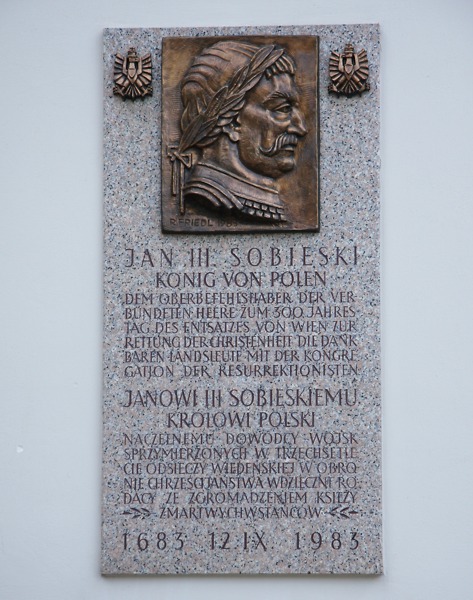 R. FRIEDL 1983
JAN III. SOBIESKI
KÖNIG VON POLEN
DEM OBERBEFEHLSHABER DER VER
BÜNDETEN HEERE ZUM 300. JAHRES
TAG DES ENTSATZES VON WIEN ZUR
RETTUNG DER CHRISTENHEIT DIE DANK
BAREN LANDSLEUTE MIT DER KONGRE
GATION DER RESURREKTIONISTEN
JANOWI III SOBIESKIEMU
KRÓLOWI POLSKI
NACZELNEMU DOWÓDCY WOJSK
SPRZYMIERZONYCH W TRZECHSETLE
CIE ODSIECZY WIEDEŃSKIEJ W OBRO
NIE CHRZEŚCIJAŃSTWA WDZIĘCZNI RO
DACY ZE ZGROMADZENIEM KSIĘŻY
ZMARTWYCHWSTAŃCÓW
1683 12.IX. 1983